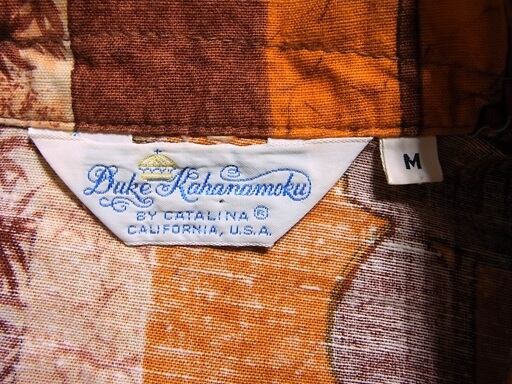 Duke Kahanamoku
BY CATALINA ®
CALIFORNIA, U.S.A.
M